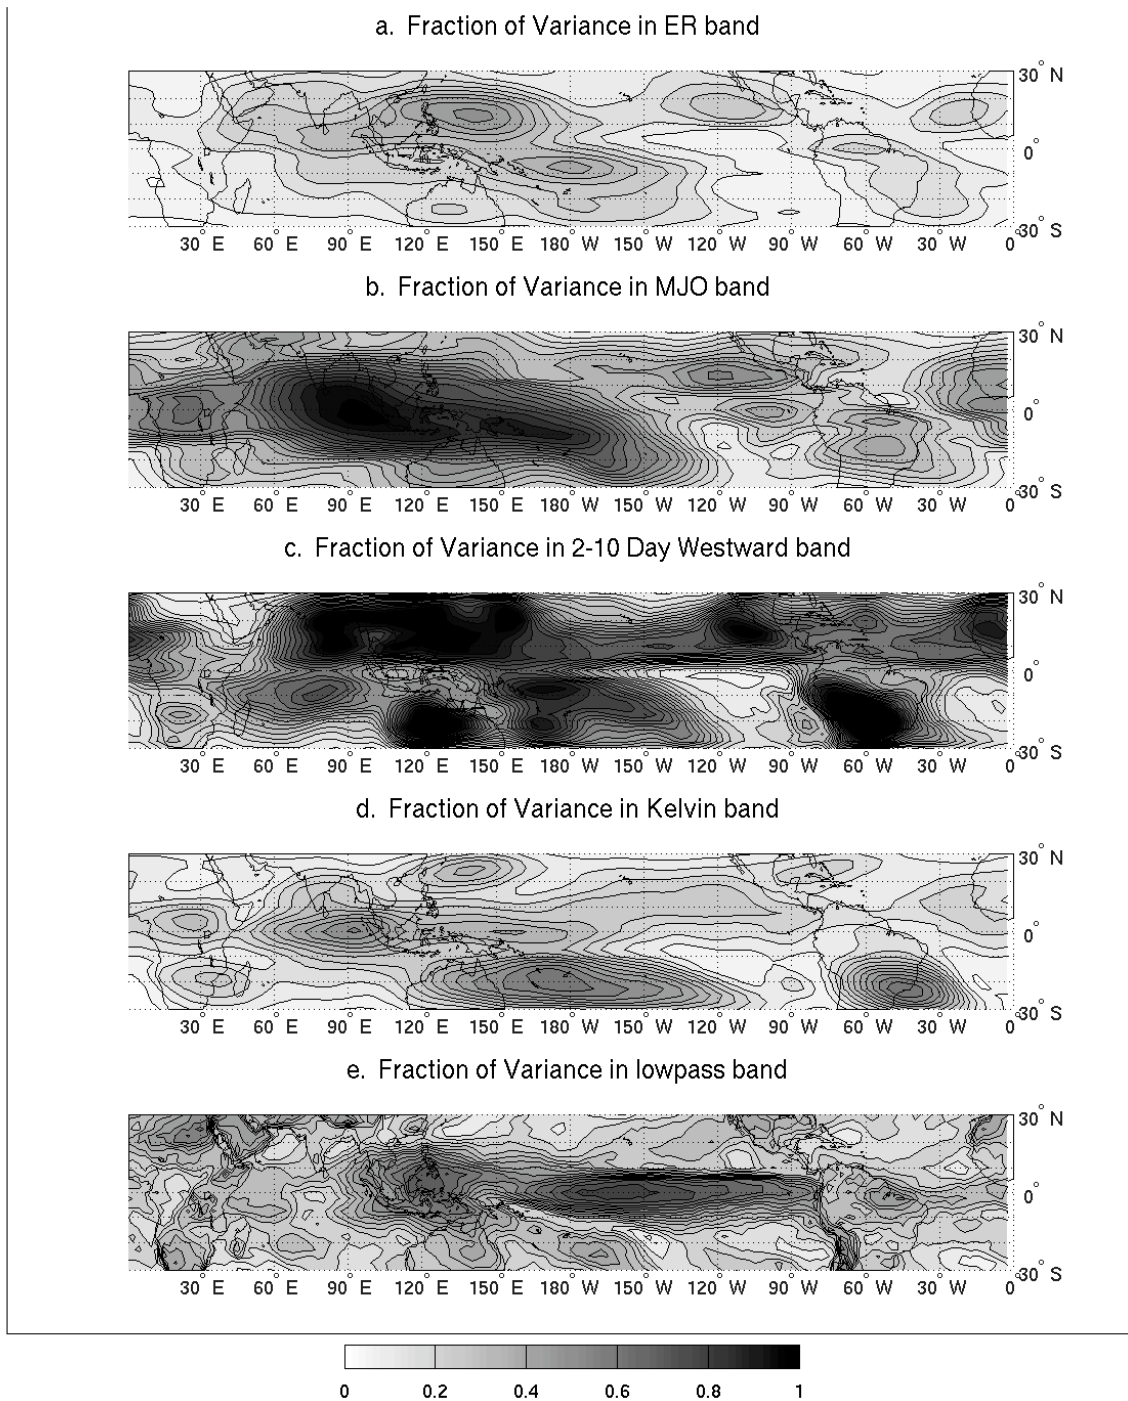 a. Fraction of Variance in ER band
30° N
0°
30° S
30° E 60° E 90° E 120° E 150° E 180° W 150° W 120° W 90° W 60° W 30° W 0°
b. Fraction of Variance in MJO band
30° N
0°
30° S
30° E 60° E 90° E 120° E 150° E 180° W 150° W 120° W 90° W 60° W 30° W 0°
c. Fraction of Variance in 2-10 Day Westward band
30° N
0°
30° S
30° E 60° E 90° E 120° E 150° E 180° W 150° W 120° W 90° W 60° W 30° W 0°
d. Fraction of Variance in Kelvin band
30° N
0°
30° S
30° E 60° E 90° E 120° E 150° E 180° W 150° W 120° W 90° W 60° W 30° W 0°
e. Fraction of Variance in lowpass band
30° N
0°
30° S
30° E 60° E 90° E 120° E 150° E 180° W 150° W 120° W 90° W 60° W 30° W 0°
0 0.2 0.4 0.6 0.8 1